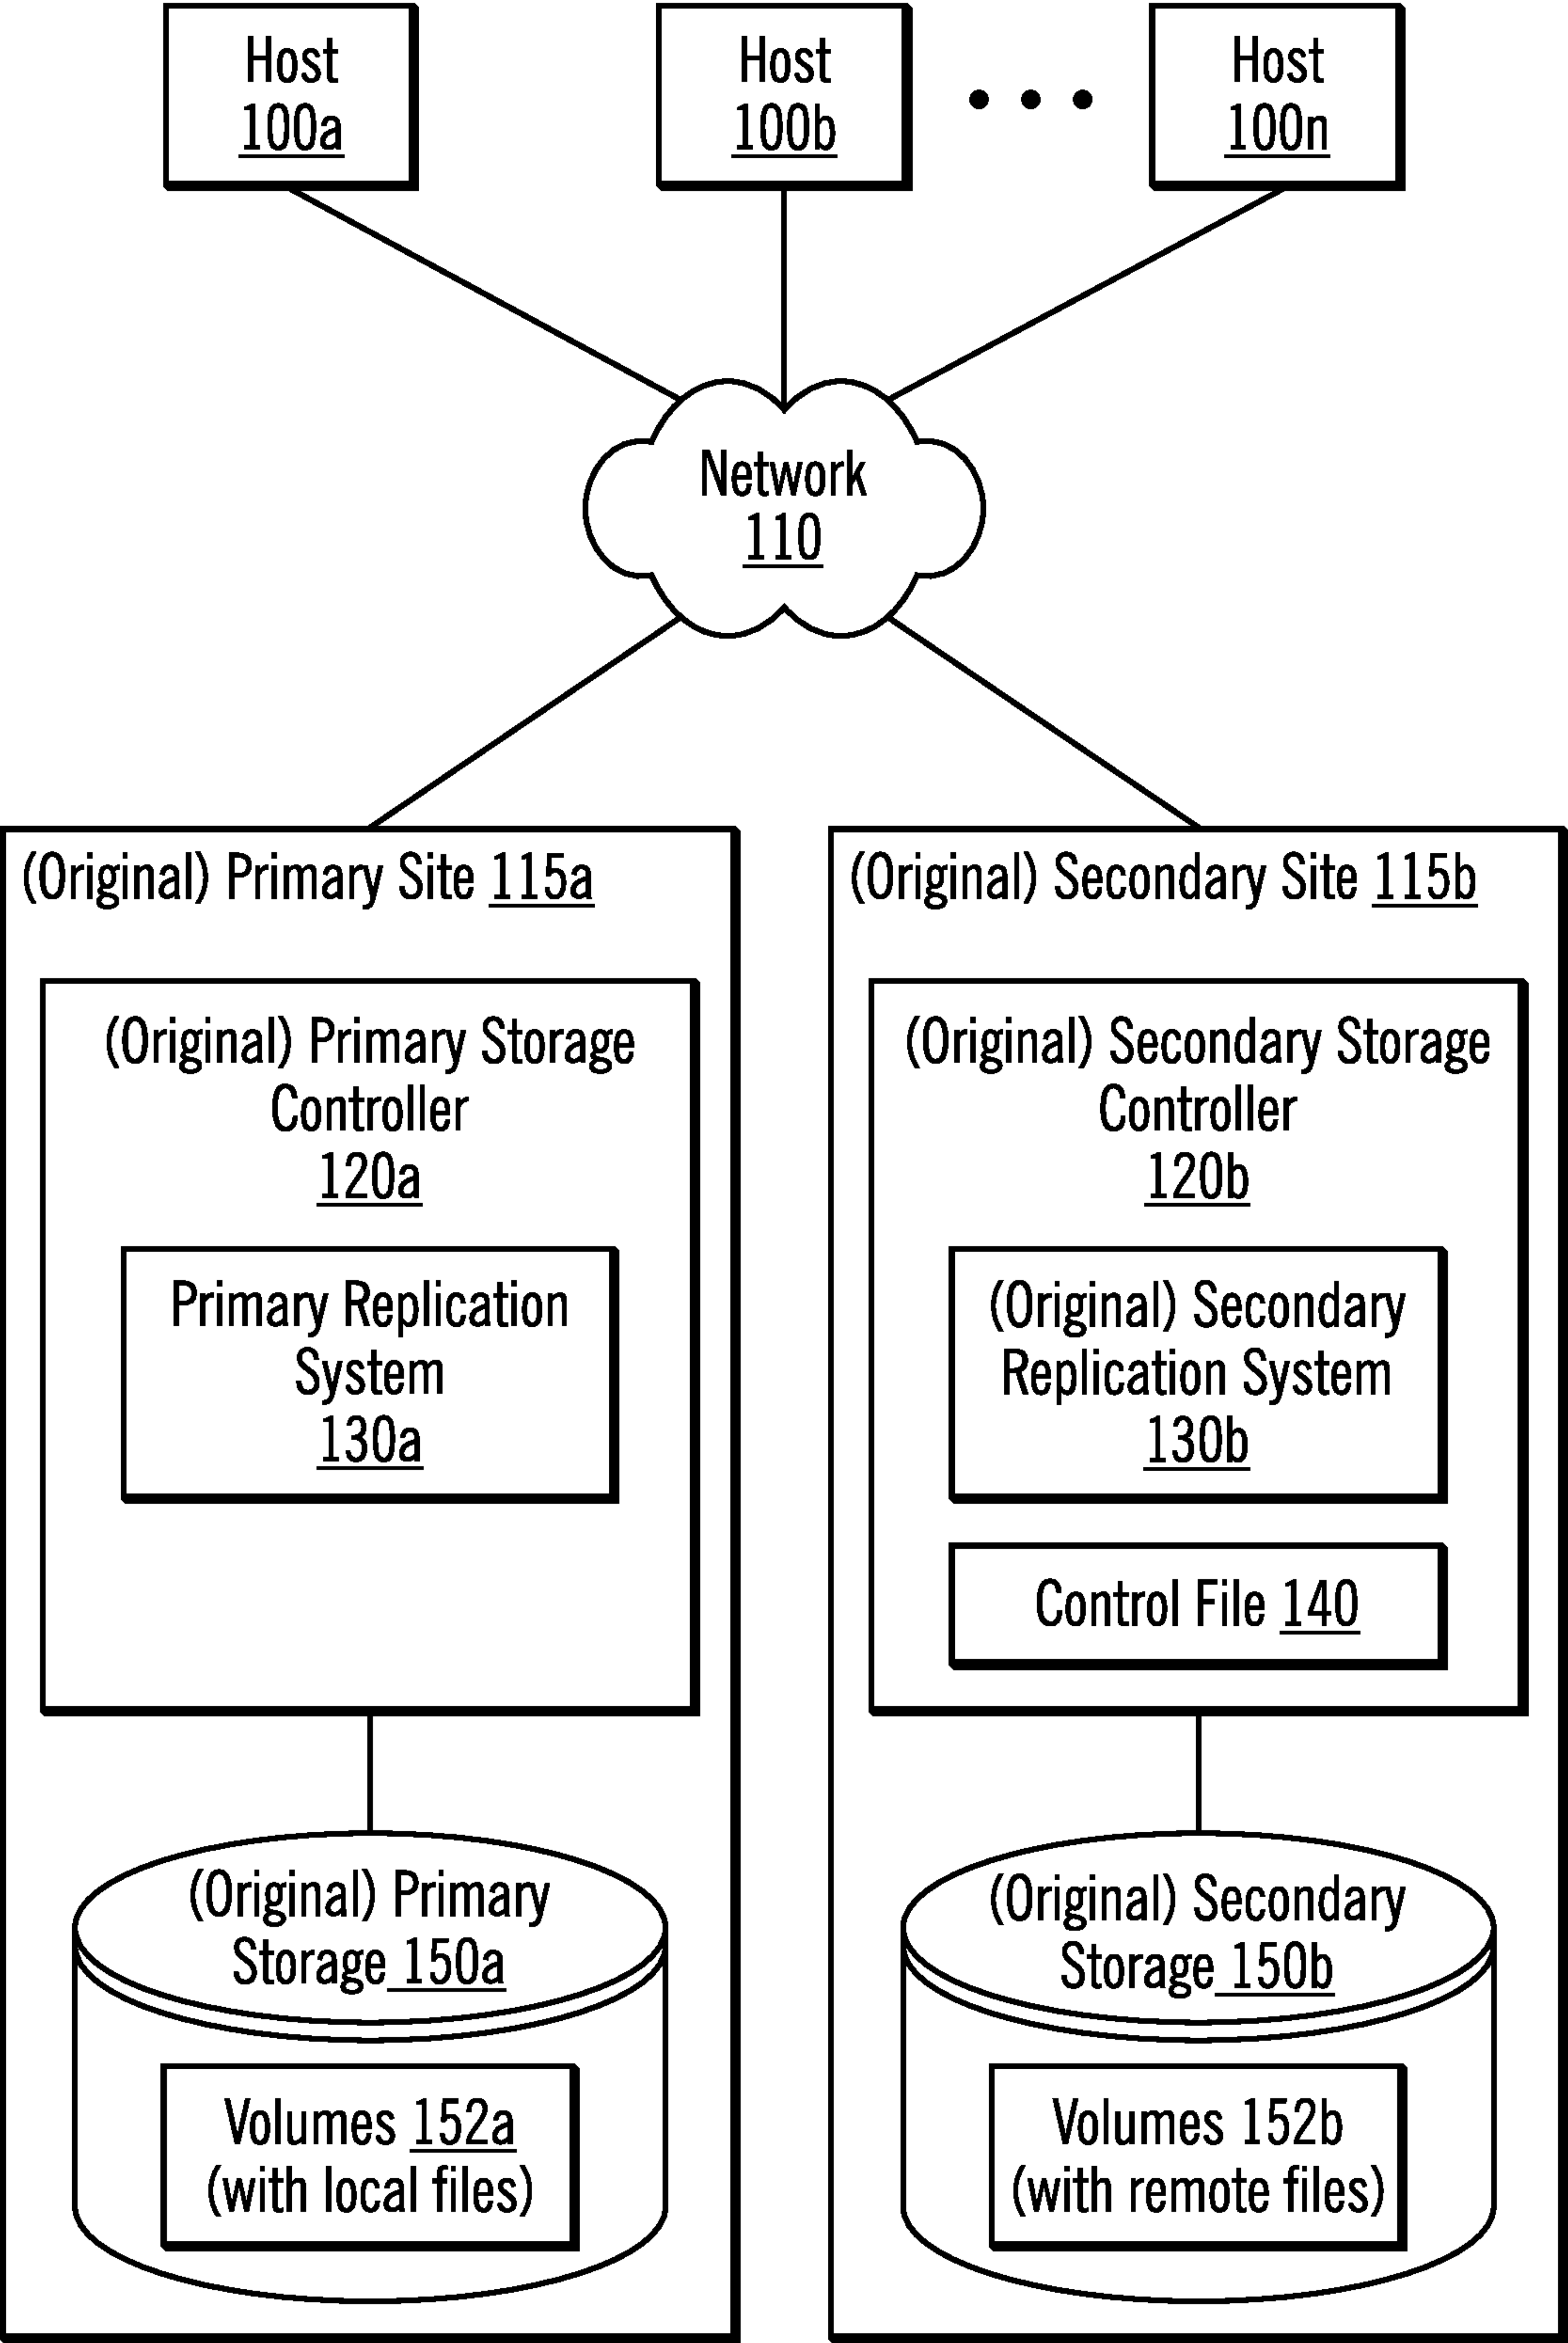 Host
100a
Host
100b
Host
100n
Network
110
(Original) Primary Site 115a
(Original) Primary Storage
Controller
120a
Primary Replication
System
130a
(Original) Primary
Storage 150a
Volumes 152a
(with local files)
(Original) Secondary Site 115b
(Original) Secondary Storage
Controller
120b
(Original) Secondary
Replication System
130b
Control File 140
(Original) Secondary
Storage 150b
Volumes 152b
(with remote files)